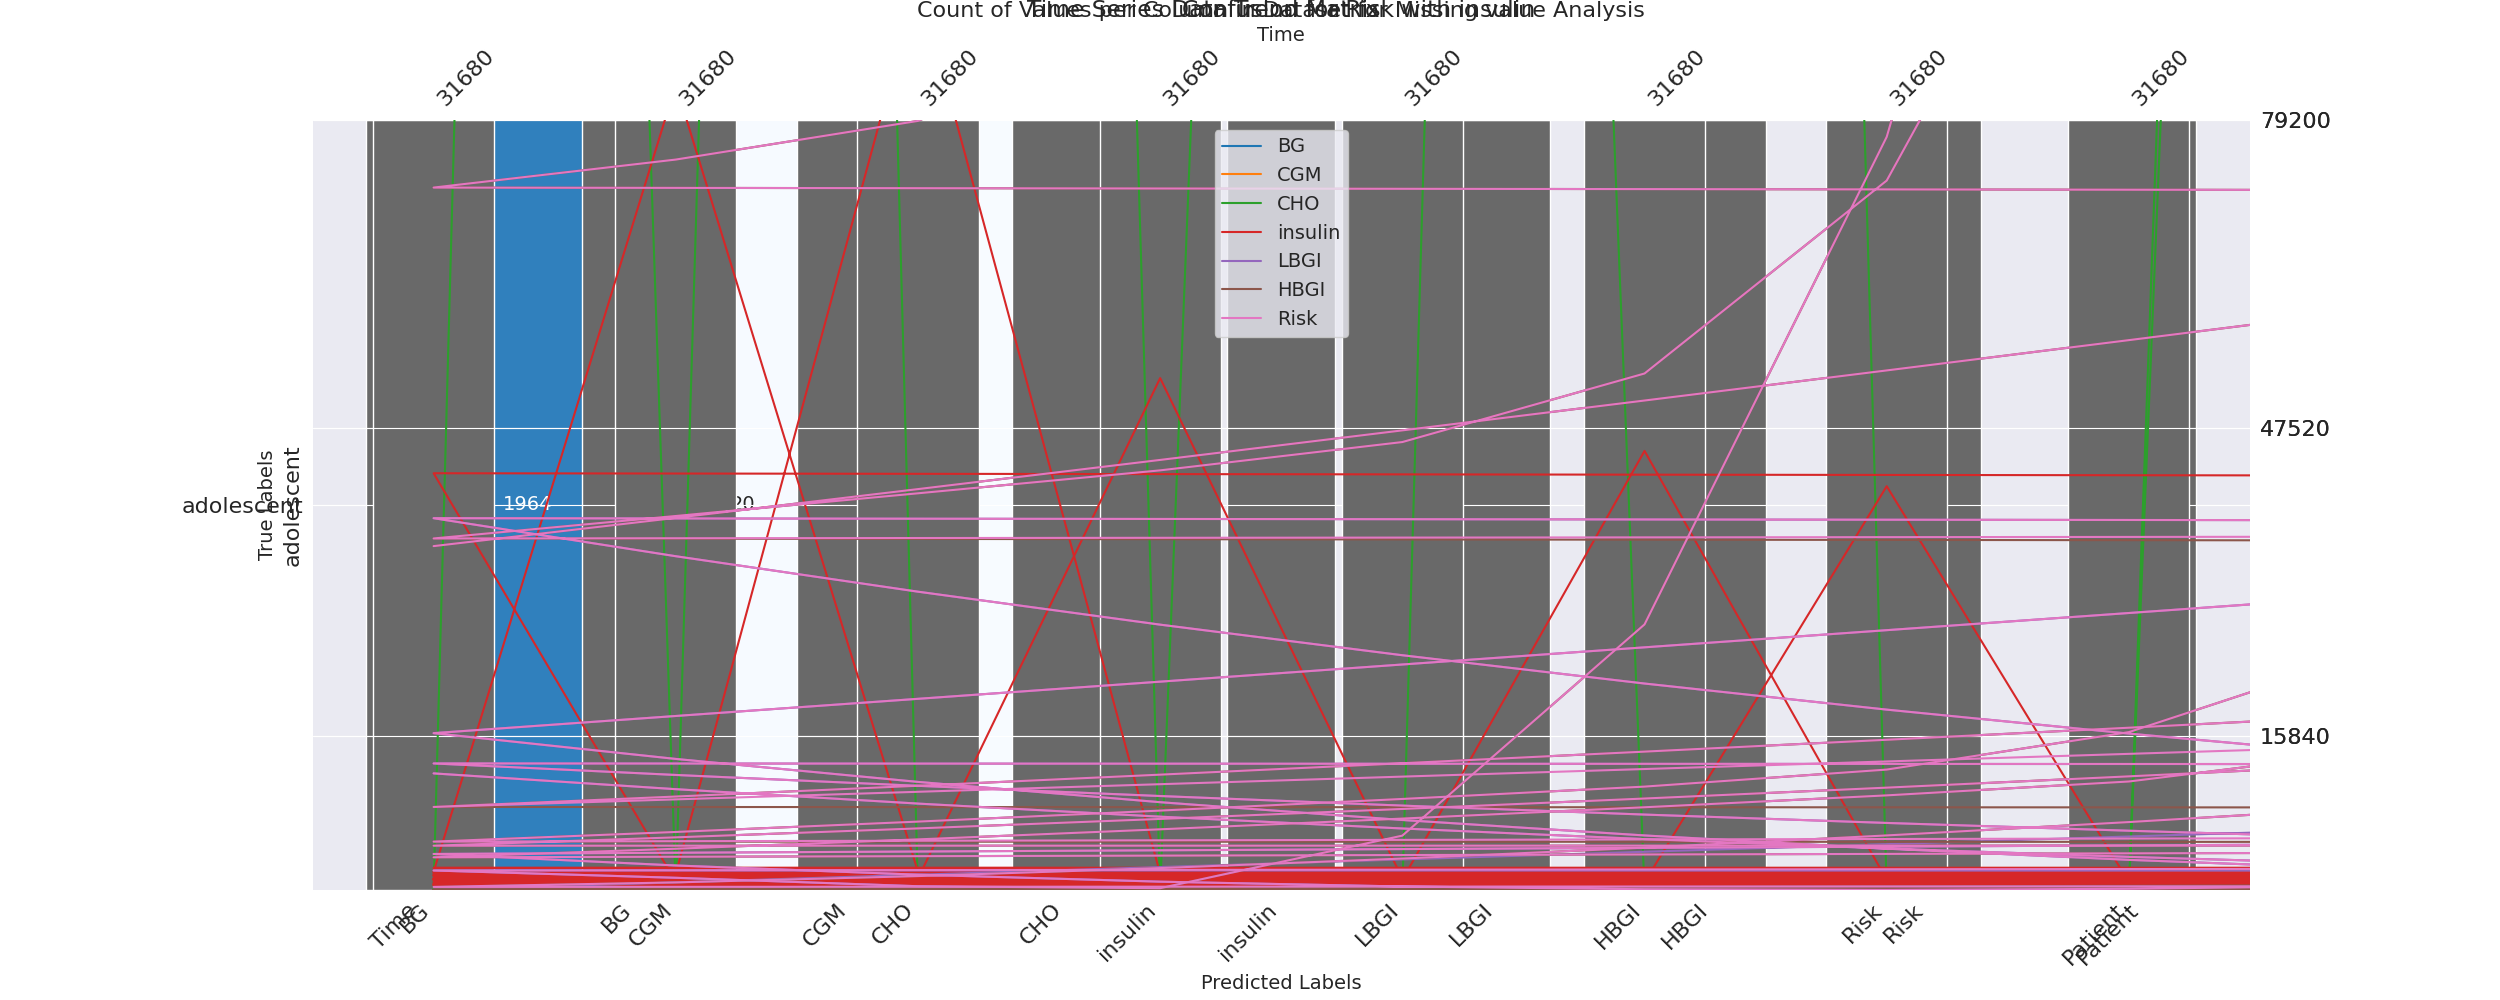 Time
31680 31680 31680 31680 31680 31680 31680 31680
79200
BG
CGM
CHO
insulin
LBGI
HBGI
Risk
47520
True Labels
adolescent
adolescent
1964
20
15840
Time BG BG CGM CGM CHO CHO insulin insulin LBGI LBGI HBGI HBGI Risk Risk Patient Patient
Predicted Labels